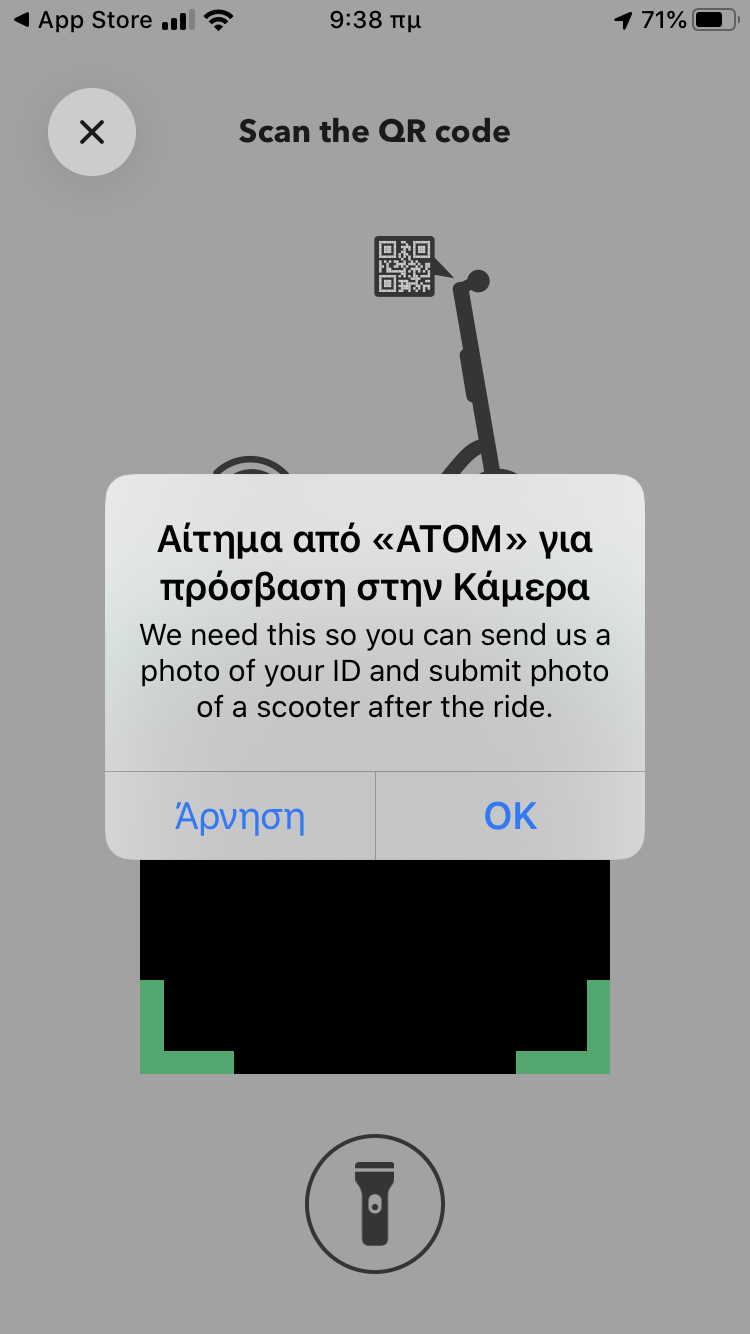 App Store
9:38 πμ
71%
Scan the QR code
Αίτημα από «ATOM» για
πρόσβαση στην Κάμερα
We need this so you can send us a
photo of your ID and submit photo
of a scooter after the ride.
Άρνηση
OK